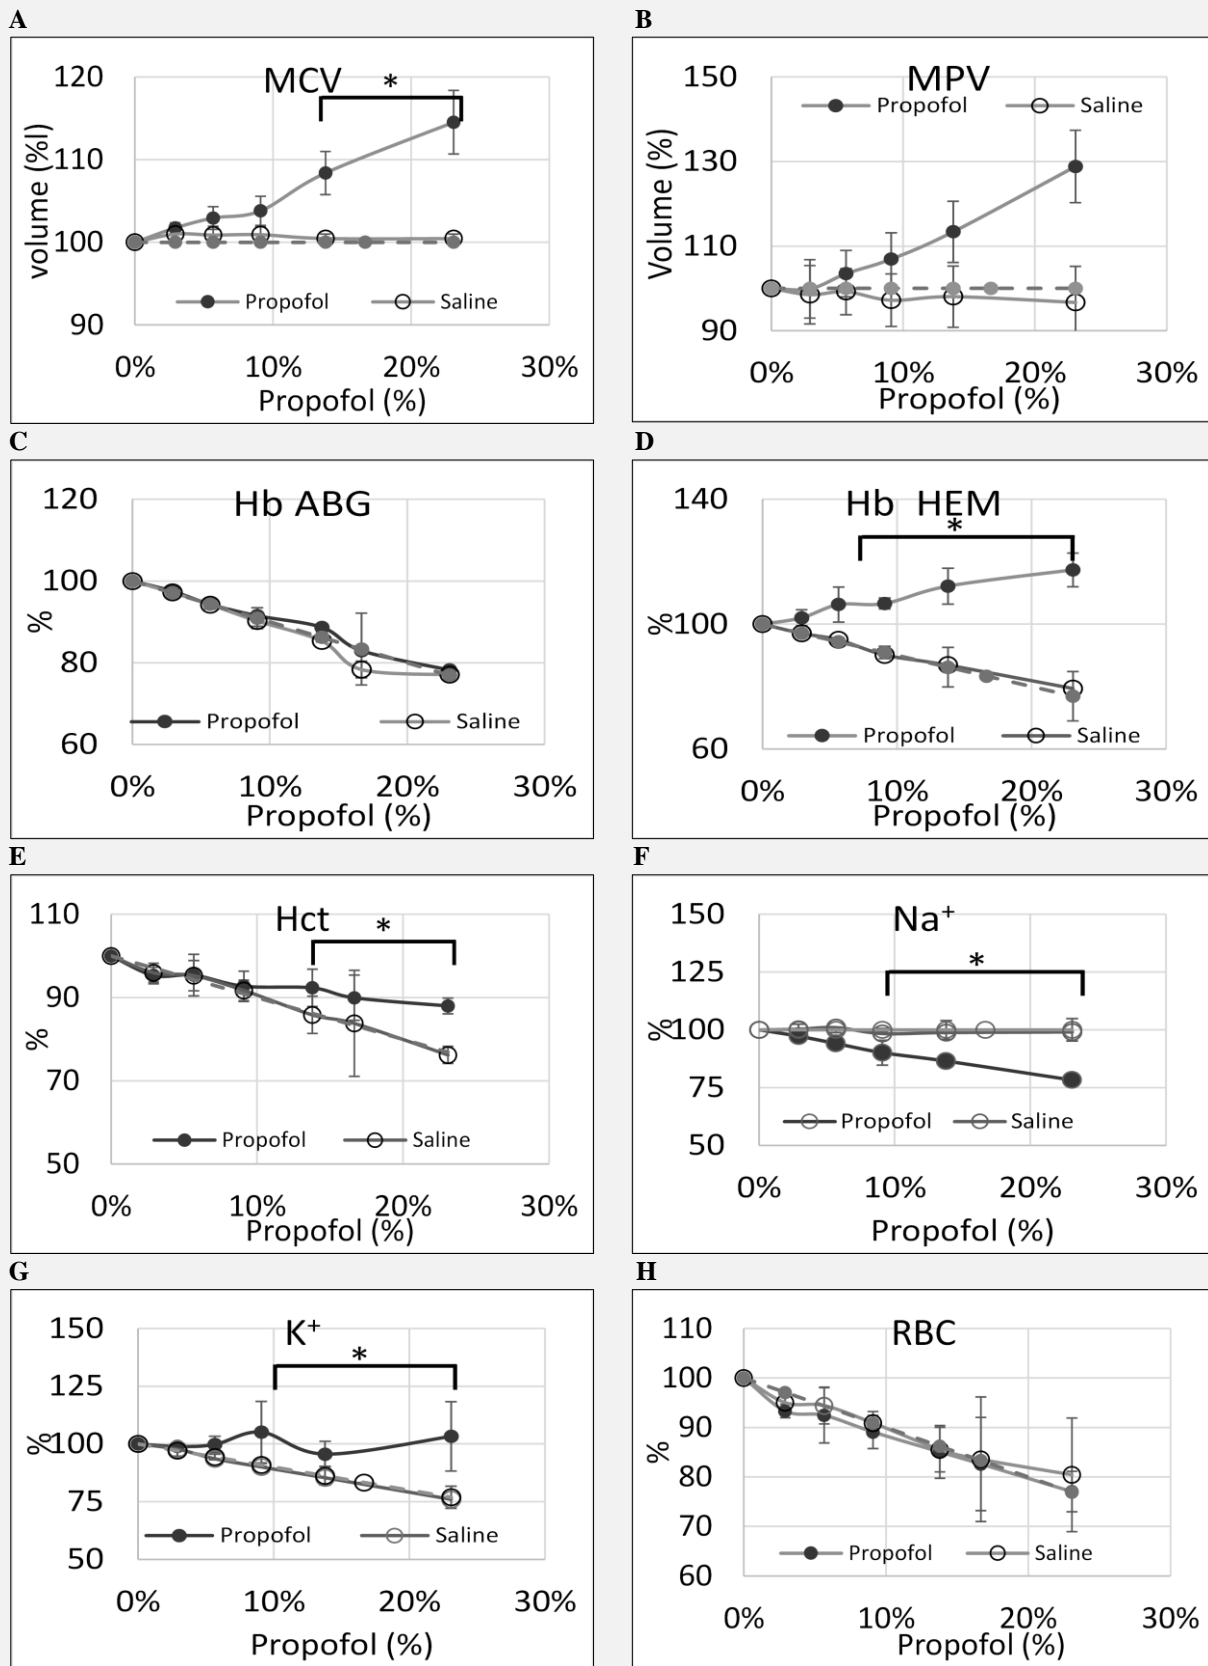 A
MCV
*
120
110
100
90
volume (%l)
Propofol
Saline
0%
10%
20%
30%
Propofol (%)
B
MPV
150
130
110
90
Volume (%)
Propofol
Saline
0%
10%
20%
30%
Propofol (%)
C
Hb ABG
120
100
80
60
%
Propofol
Saline
0%
10%
20%
30%
Propofol (%)
D
Hb HEM
*
140
100
60
%
Propofol
Saline
0%
10%
20%
30%
Propofol (%)
E
Hct
*
110
90
70
50
%
Propofol
Saline
0%
10%
20%
30%
Propofol (%)
F
Na⁺
*
150
125
100
75
50
%
Propofol
Saline
0%
10%
20%
30%
Propofol (%)
G
K⁺
*
150
125
100
75
50
%
Propofol
Saline
0%
10%
20%
30%
Propofol (%)
H
RBC
110
100
90
80
70
60
%
Propofol
Saline
0%
10%
20%
30%
Propofol (%)